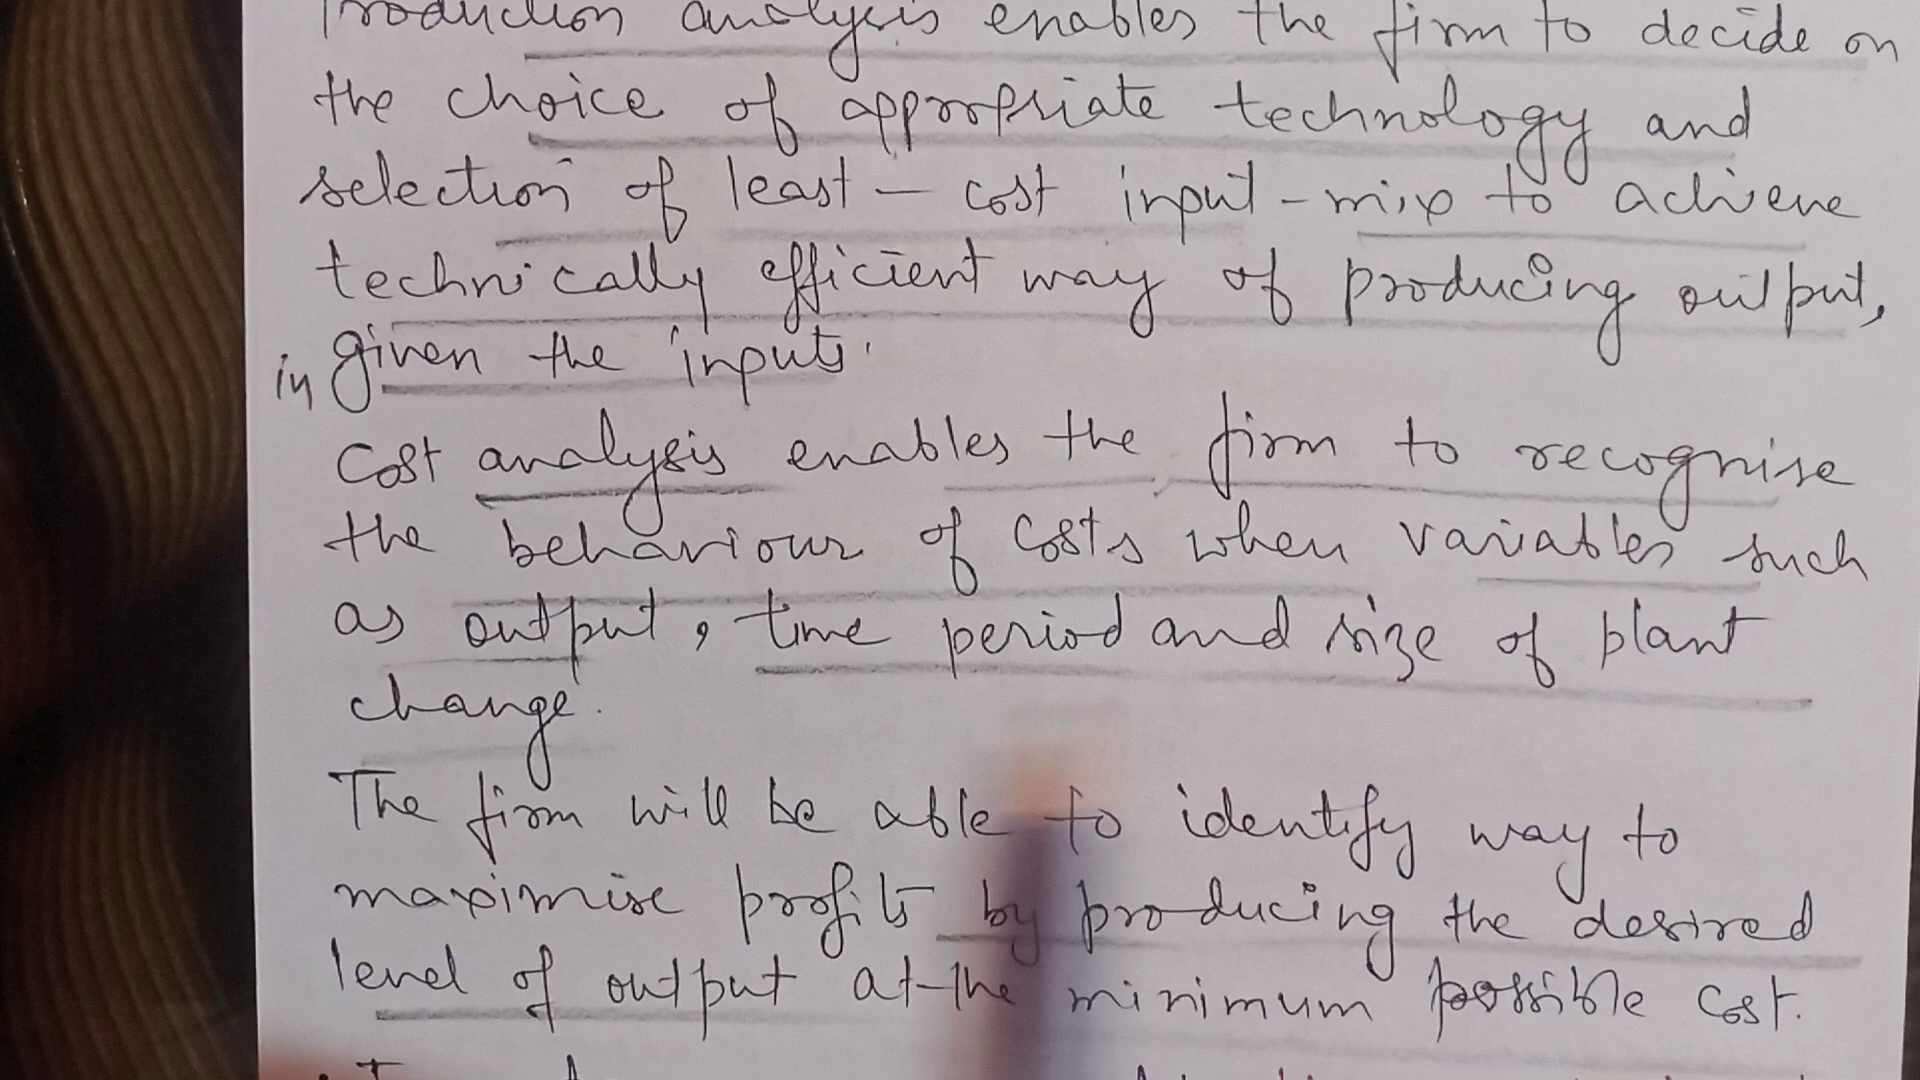 Production analysis enables the firm to decide on
the choice of appropriate technology and
selection of least - cost input - mix to achieve
technically efficient way of producing output,
in given the inputs.
Cost analysis enables the firm to recognise
the behaviour of costs when variables such
as output, time period and size of plant
change.
The firm will be able to identify way to
maximise profits by producing the desired
level of output at the minimum possible cost.